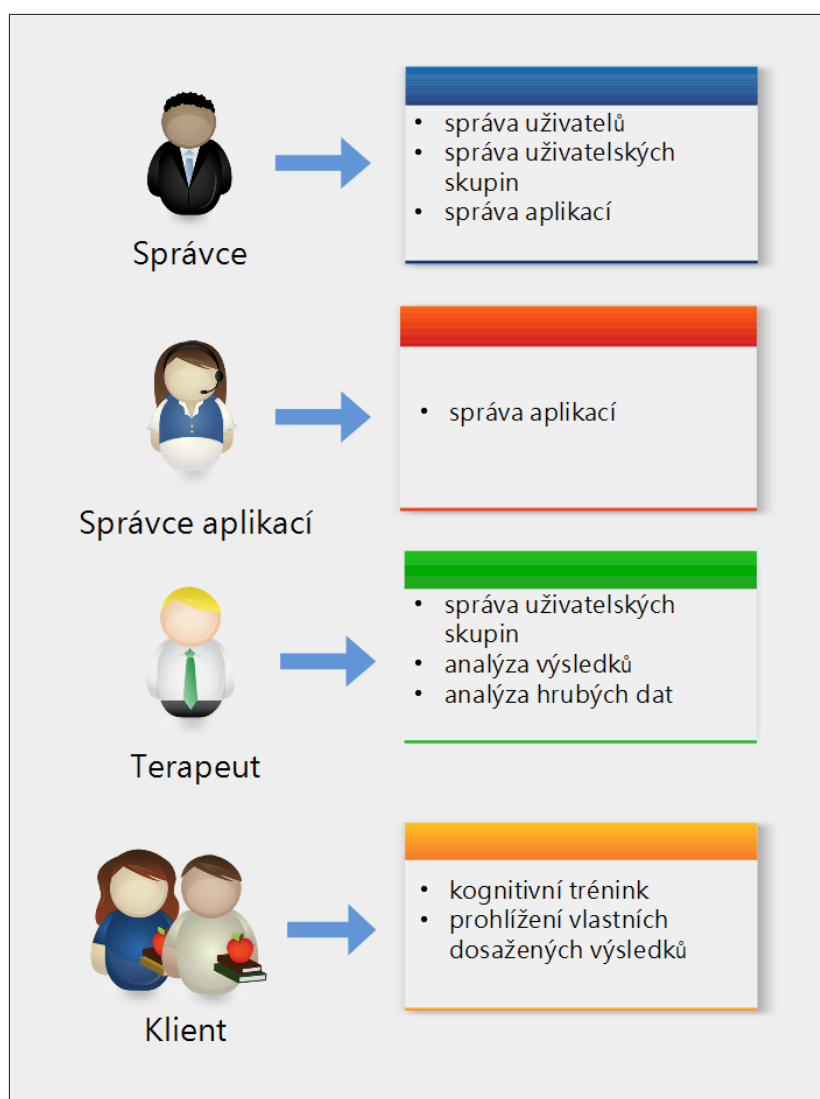 Správce
• správa uživatelů
• správa uživatelských
skupin
• správa aplikací
Správce aplikací
• správa aplikací
Terapeut
• správa uživatelských
skupin
• analýza výsledků
• analýza hrubých dat
Klient
• kognitivní trénink
• prohlížení vlastních
dosažených výsledků